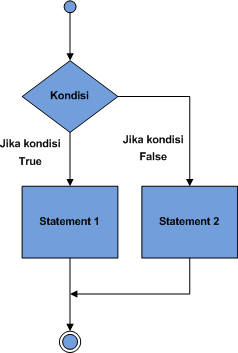 Kondisi
Jika kondisi
True
Jika kondisi
False
Statement 1
Statement 2